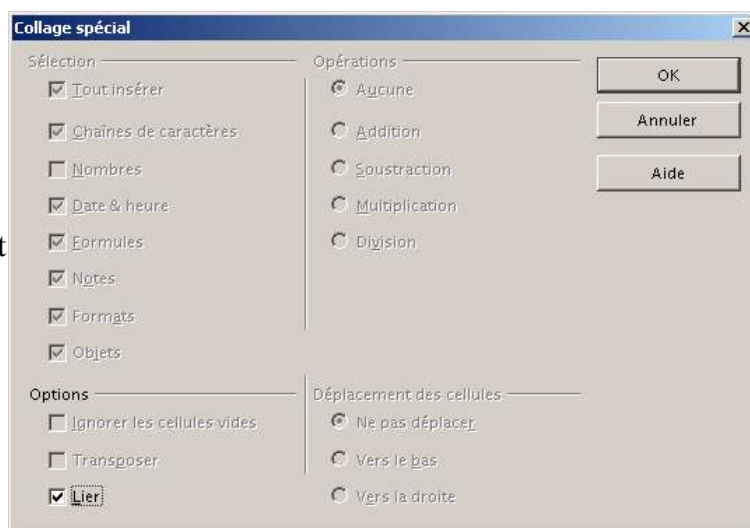 Collage spécial
Sélection
Tout insérer
Chaînes de caractères
Nombres
Date & heure
Formules
Notes
Formats
Objets
Opérations
Aucune
Addition
Soustraction
Multiplication
Division
OK
Annuler
Aide
t
Options
Ignorer les cellules vides
Transposer
Lier
Déplacement des cellules
Ne pas déplacer
Vers le bas
Vers la droite